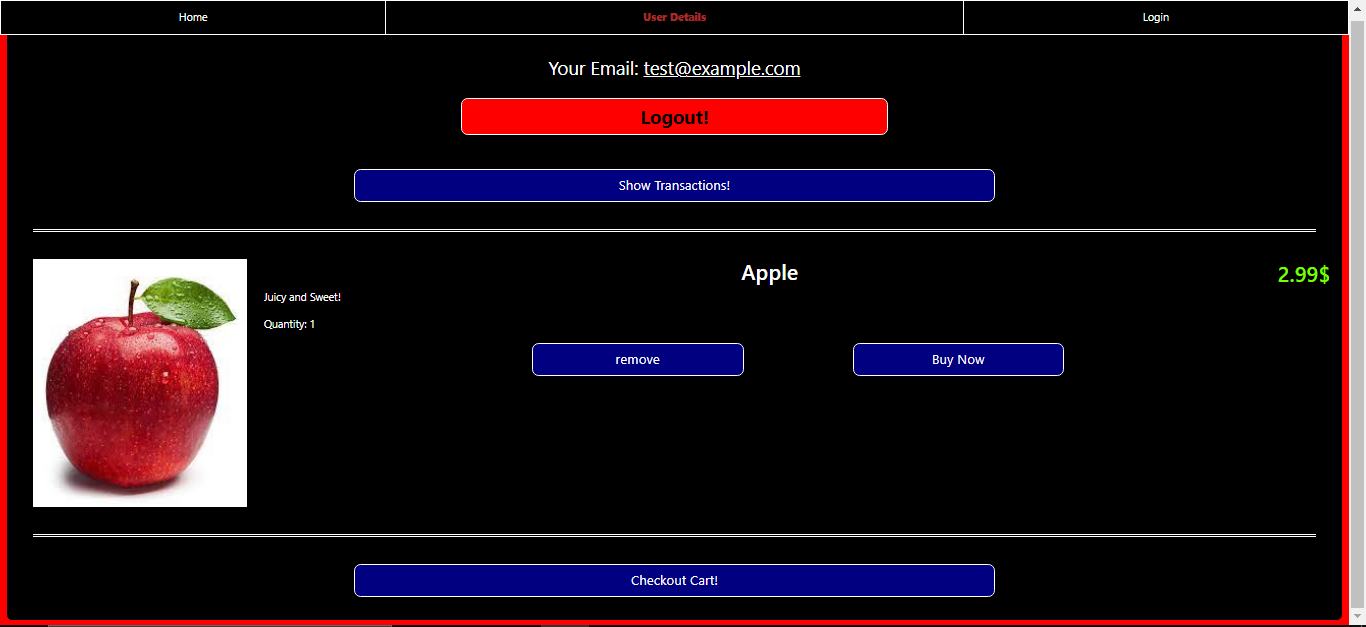 Home
User Details
Login
Your Email: test@example.com
Logout!
Show Transactions!
Apple
2.99$
Juicy and Sweet!
Quantity: 1
remove
Buy Now
Checkout Cart!